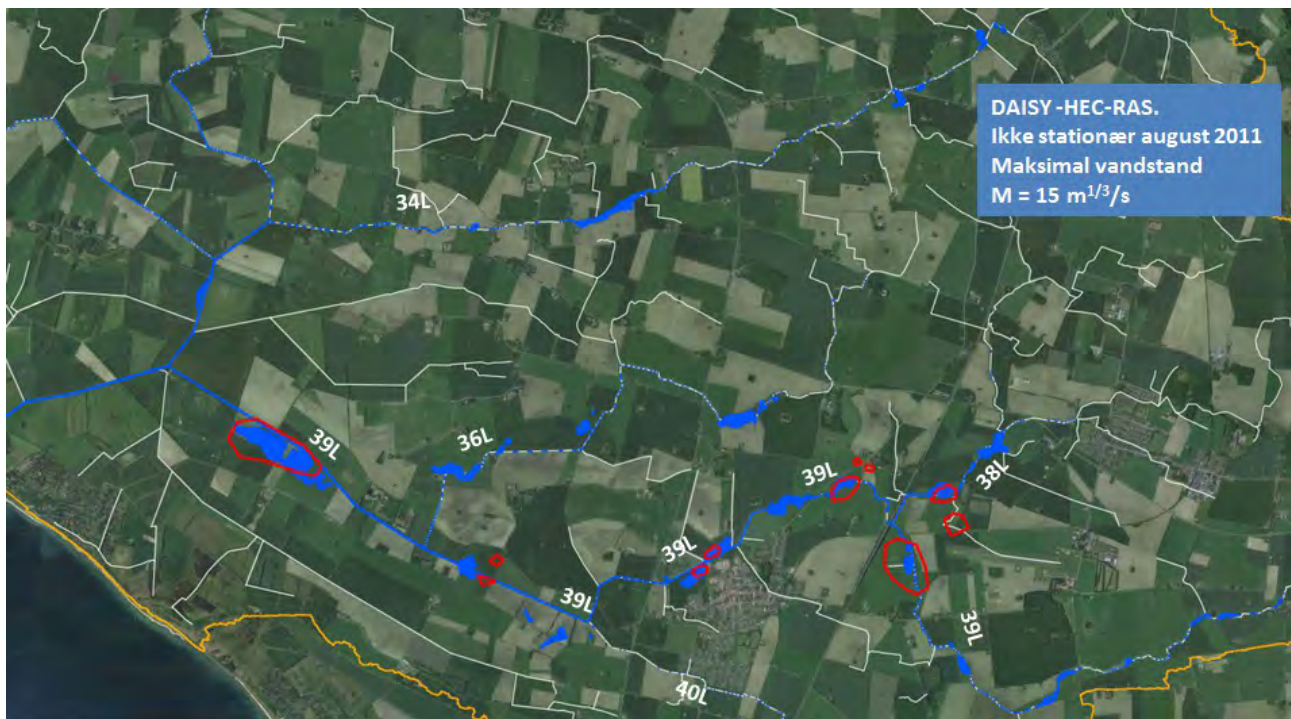 DAISY -HEC-RAS.
Ikke stationær august 2011
Maksimal vandstand
M = 15 m^1/3/s
34L
39L
36L
39L
38L
39L
39L
39L
40L